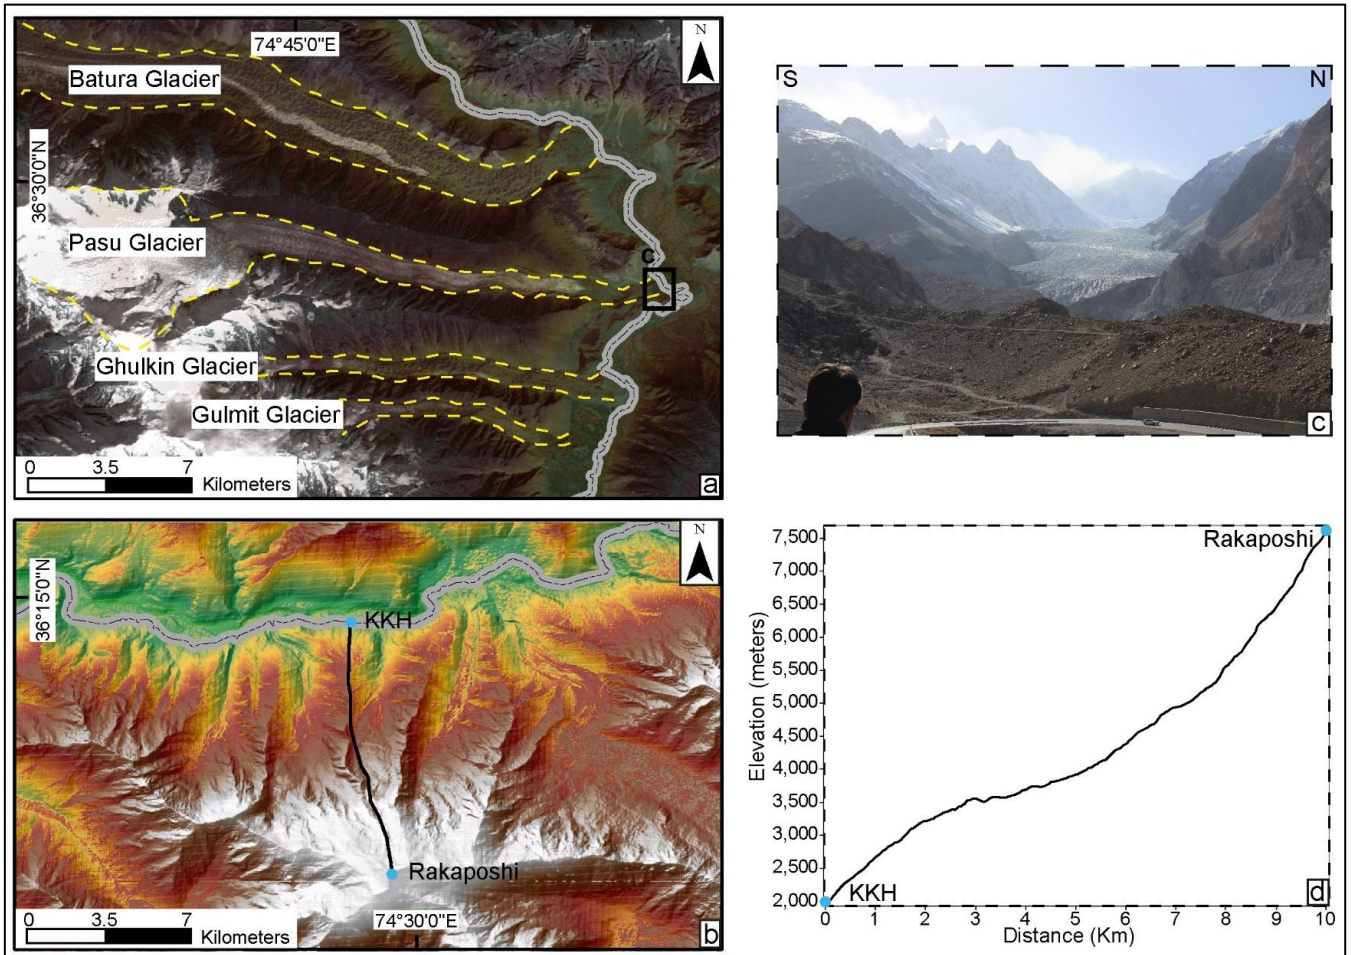 74°45'0"E
N
Batura Glacier
36°30'0"N
Pasu Glacier
c
Ghulkin Glacier
Gulmit Glacier
0 3.5 7
Kilometers
a
S N
c
N
36°15'0"N
KKH
Rakaposhi
74°30'0"E
0 3.5 7
Kilometers
b
Elevation (meters)
7,500
7,000
6,500
6,000
5,500
5,000
4,500
4,000
3,500
3,000
2,500
2,000
Rakaposhi
KKH
d
0 1 2 3 4 5 6 7 8 9 10
Distance (Km)